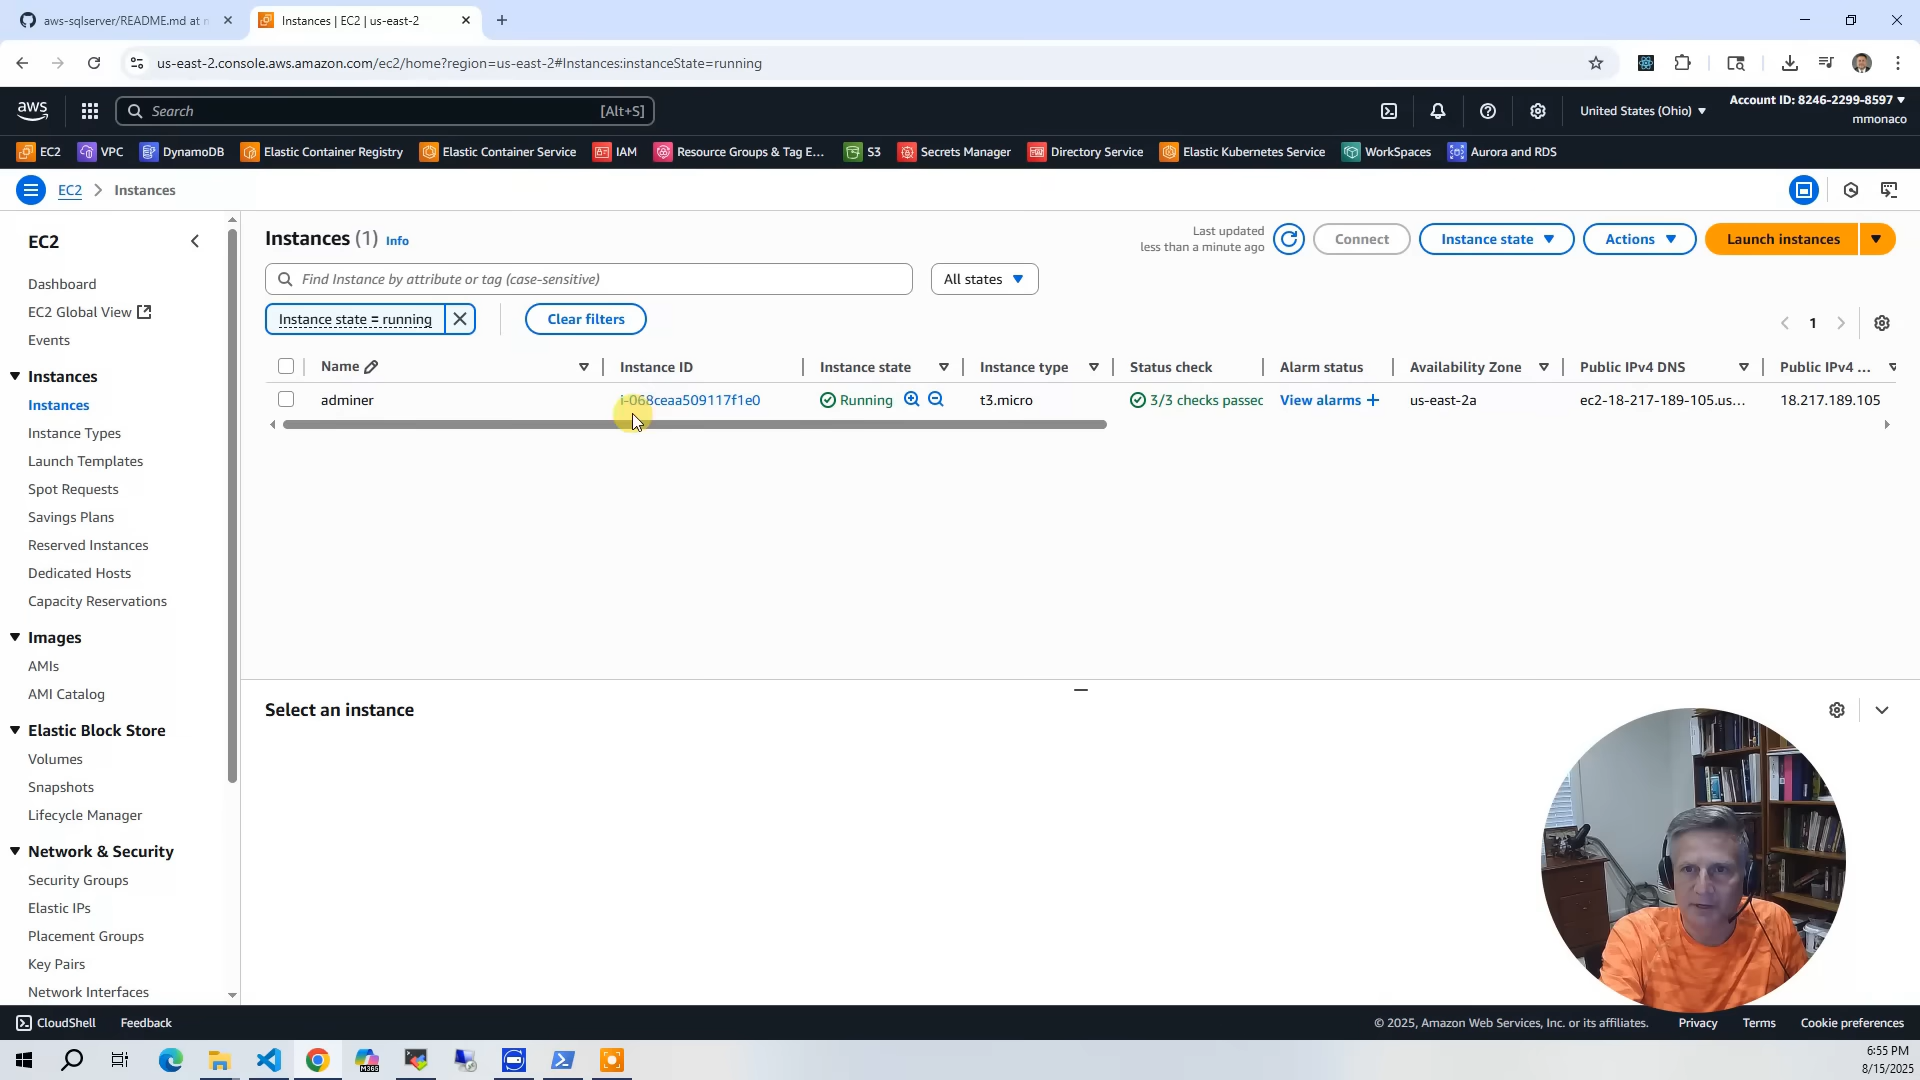 aws-sqlserver/README.md at m
Instances | EC2 | us-east-2
us-east-2.console.aws.amazon.com/ec2/home?region=us-east-2#Instances:instanceState=running
aws
Search
[Alt+S]
United States (Ohio)
Account ID: 8246-2299-8597
mmonaco
EC2
VPC
DynamoDB
Elastic Container Registry
Elastic Container Service
IAM
Resource Groups & Tag E...
S3
Secrets Manager
Directory Service
Elastic Kubernetes Service
WorkSpaces
Aurora and RDS
EC2
Instances
EC2
Dashboard
EC2 Global View
Events
Instances
Instances
Instance Types
Launch Templates
Spot Requests
Savings Plans
Reserved Instances
Dedicated Hosts
Capacity Reservations
Images
AMIs
AMI Catalog
Elastic Block Store
Volumes
Snapshots
Lifecycle Manager
Network & Security
Security Groups
Elastic IPs
Placement Groups
Key Pairs
Network Interfaces
Instances (1) Info
Last updated
less than a minute ago
Connect
Instance state
Actions
Launch instances
Find Instance by attribute or tag (case-sensitive)
All states
Instance state = running
Clear filters
1
Name
Instance ID
Instance state
Instance type
Status check
Alarm status
Availability Zone
Public IPv4 DNS
Public IPv4 ...
adminer
i-068ceaa509117f1e0
Running
t3.micro
3/3 checks passec
View alarms
us-east-2a
ec2-18-217-189-105.us...
18.217.189.105
Select an instance
CloudShell
Feedback
© 2025, Amazon Web Services, Inc. or its affiliates.
Privacy
Terms
Cookie preferences
M365
6:55 PM
8/15/2025